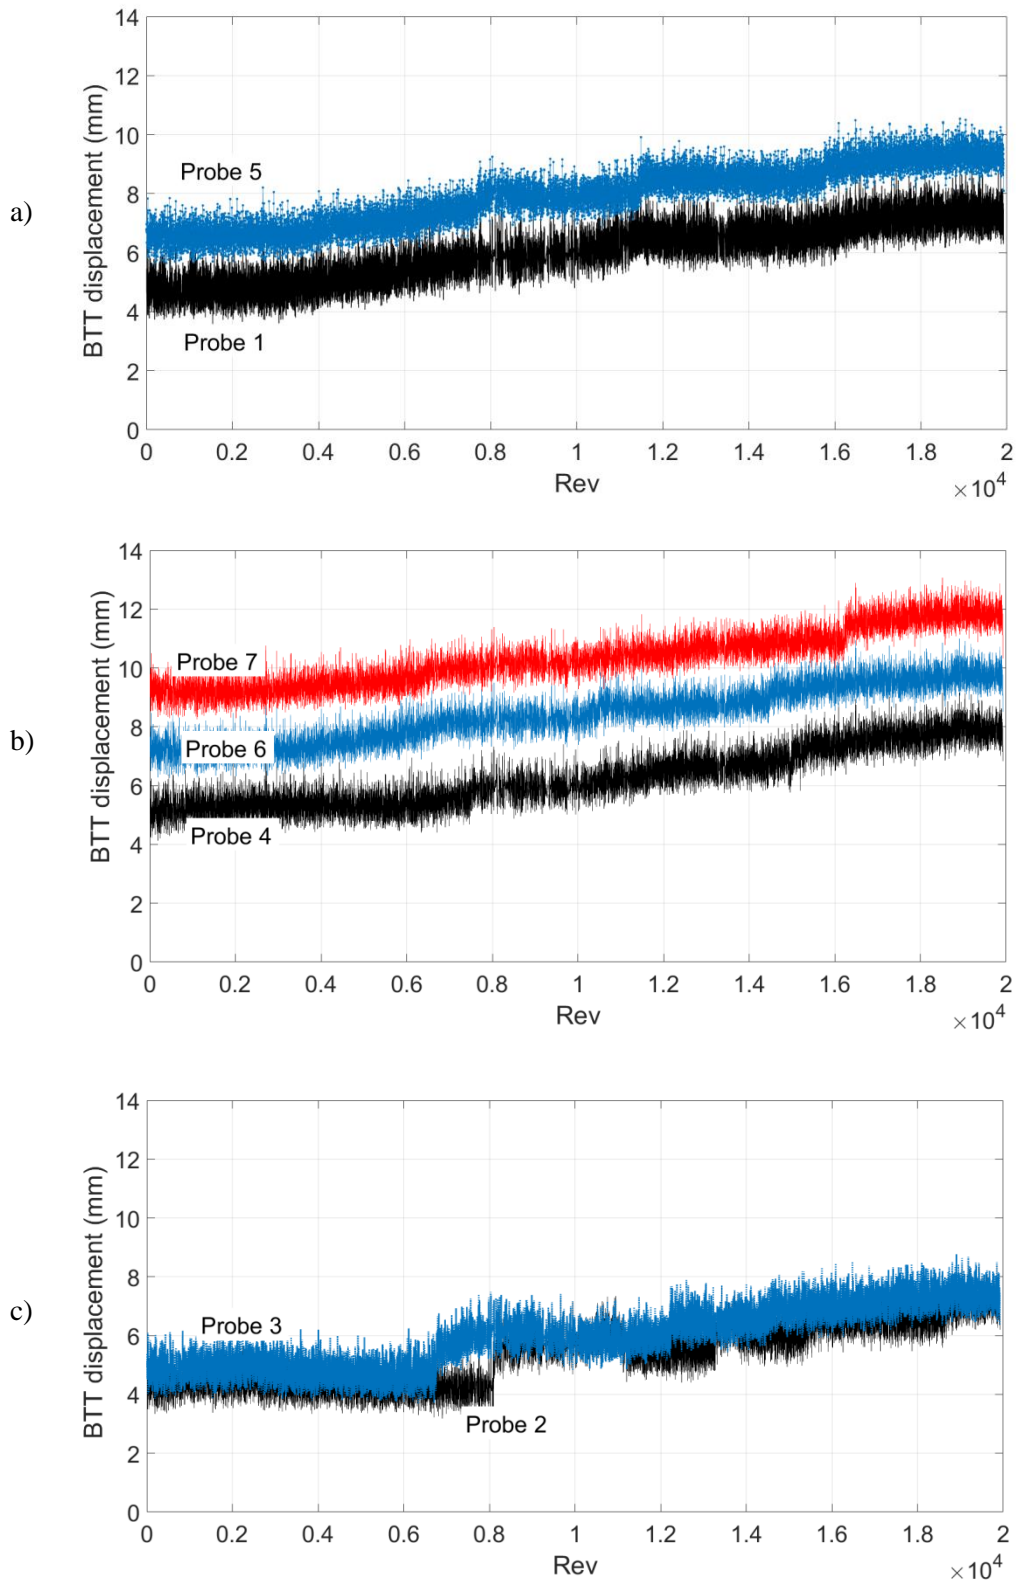 a)
BTT displacement (mm)
14
12
10
8
6
4
2
0
Probe 5
Probe 1
0 0.2 0.4 0.6 0.8 1 1.2 1.4 1.6 1.8 2
Rev
×10⁴
b)
BTT displacement (mm)
14
12
10
8
6
4
2
0
Probe 7
Probe 6
Probe 4
0 0.2 0.4 0.6 0.8 1 1.2 1.4 1.6 1.8 2
Rev
×10⁴
c)
BTT displacement (mm)
14
12
10
8
6
4
2
0
Probe 3
Probe 2
0 0.2 0.4 0.6 0.8 1 1.2 1.4 1.6 1.8 2
Rev
×10⁴